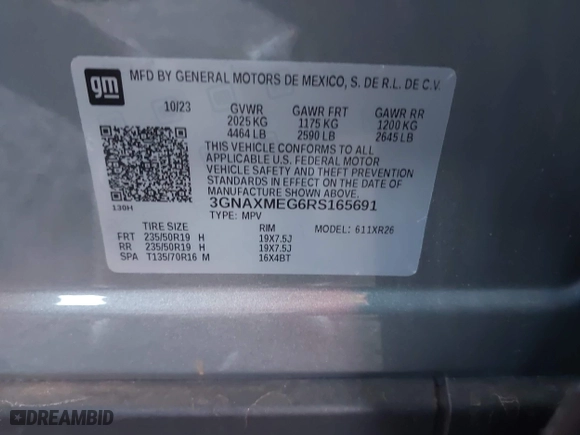 gm
MFD BY GENERAL MOTORS DE MEXICO, S. DE R.L. DE C.V.
10/23 GVWR GAWR FRT GAWR RR
2025 KG 1175 KG 1200 KG
4464 LB 2590 LB 2645 LB
THIS VEHICLE CONFORMS TO ALL
APPLICABLE U.S. FEDERAL MOTOR
VEHICLE SAFETY AND THEFT PREVENTION
STANDARDS IN EFFECT ON THE DATE OF
MANUFACTURE SHOWN ABOVE.
3GNAXMEG6RS165691
130H TYPE: MPV MODEL: 611XR26
TIRE SIZE RIM
FRT 235/50R19 H 19X7.5J
RR 235/50R19 H 19X7.5J
SPA T135/70R16 M 16X4BT
DREAMBID